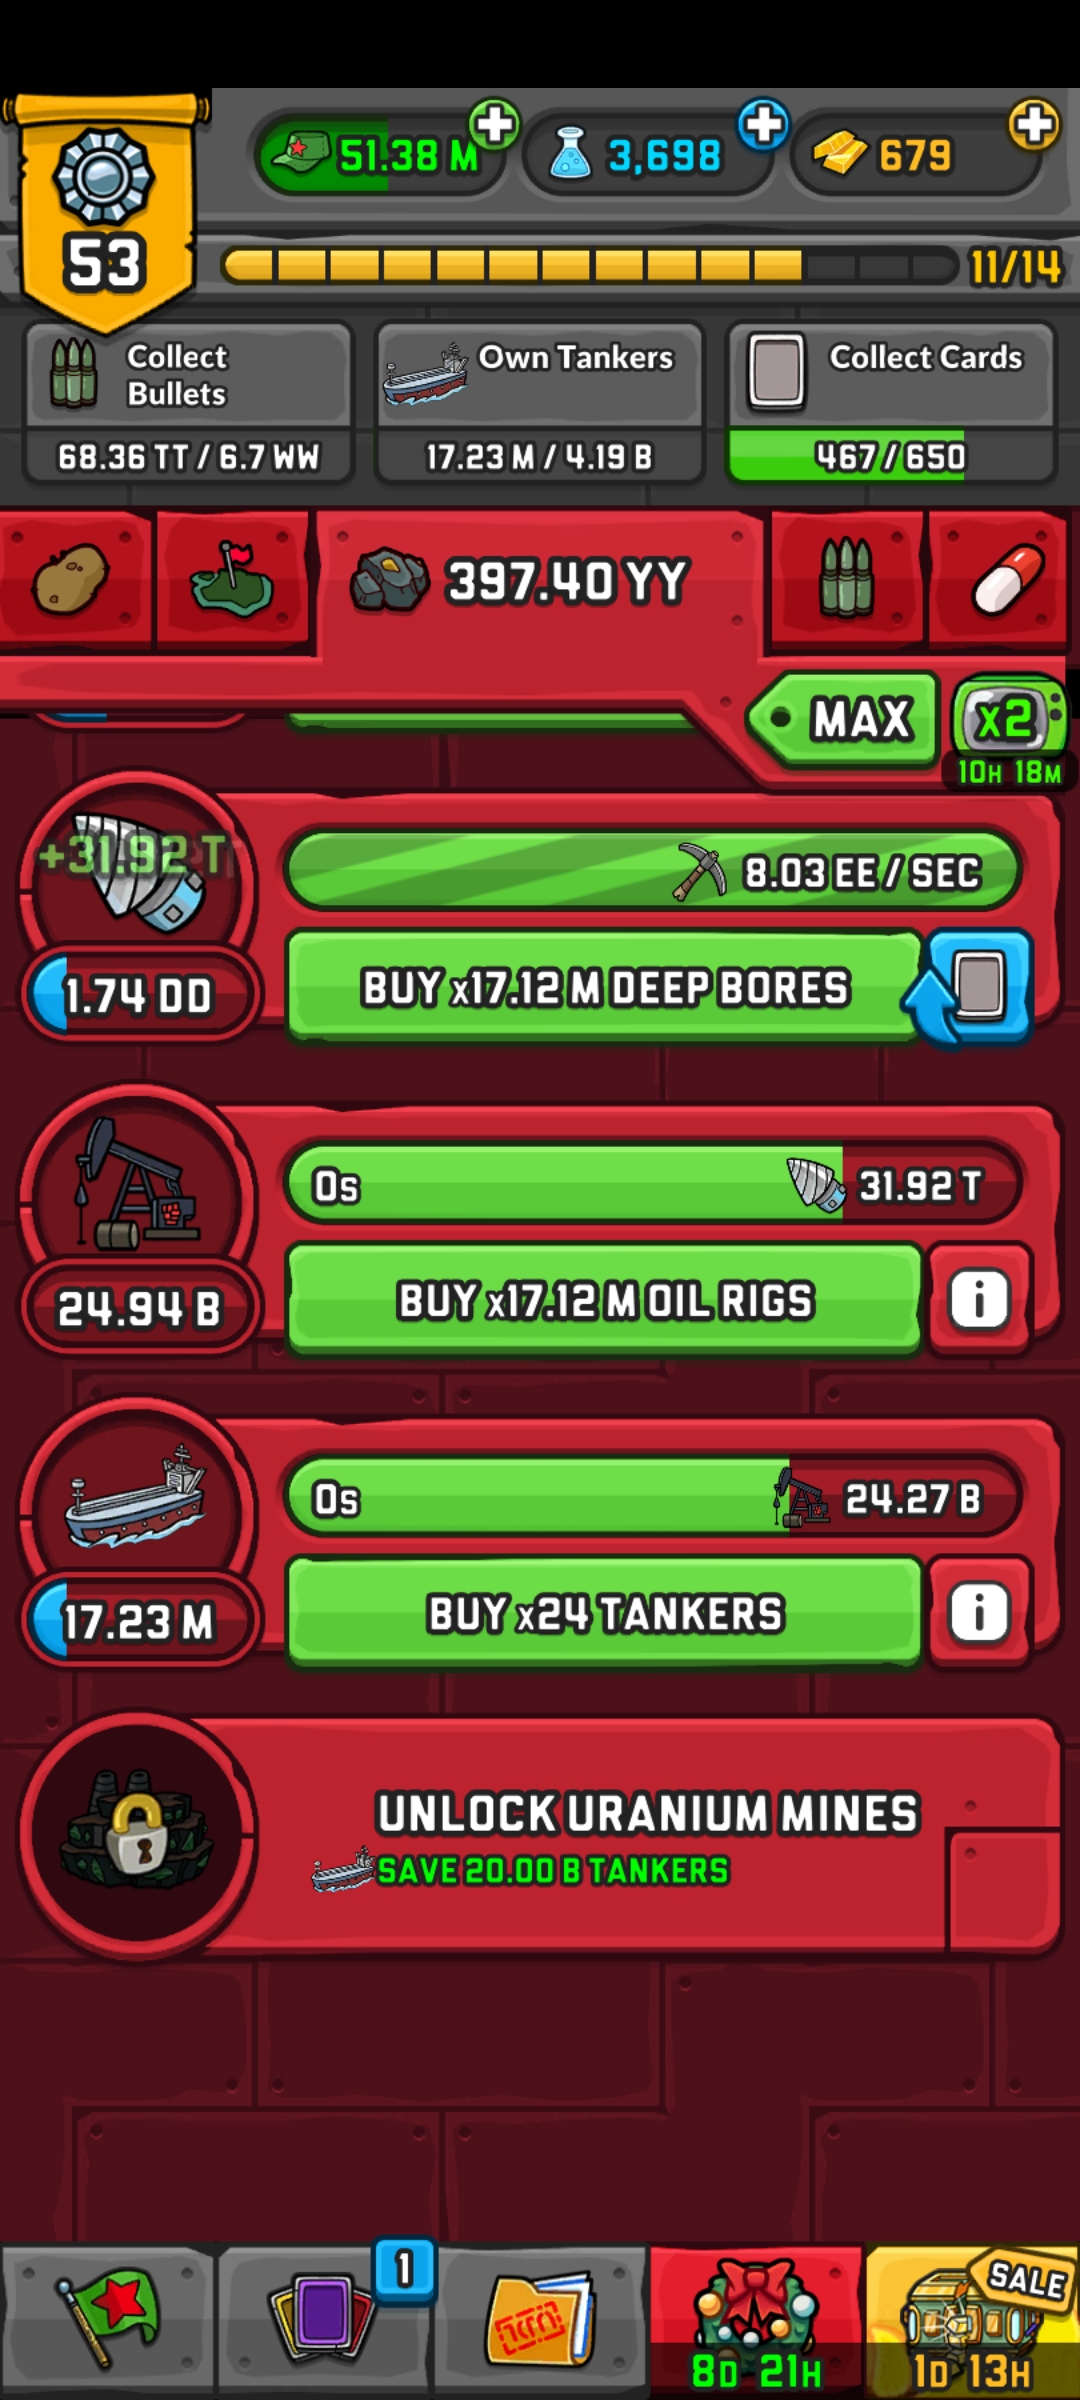 53
51.38 M
3,698
679
11/14
Collect
Bullets
68.36 TT / 6.7 WW
Own Tankers
17.23 M / 4.19 B
Collect Cards
467 / 650
397.40 YY
MAX
x2
10H 18M
+31.92 T
8.03 EE / SEC
1.74 DD
BUY x17.12 M DEEP BORES
0s
31.92 T
24.94 B
BUY x17.12 M OIL RIGS
i
0s
24.27 B
17.23 M
BUY x24 TANKERS
i
UNLOCK URANIUM MINES
SAVE 20.00 B TANKERS
1
8D 21H
SALE
1D 13H